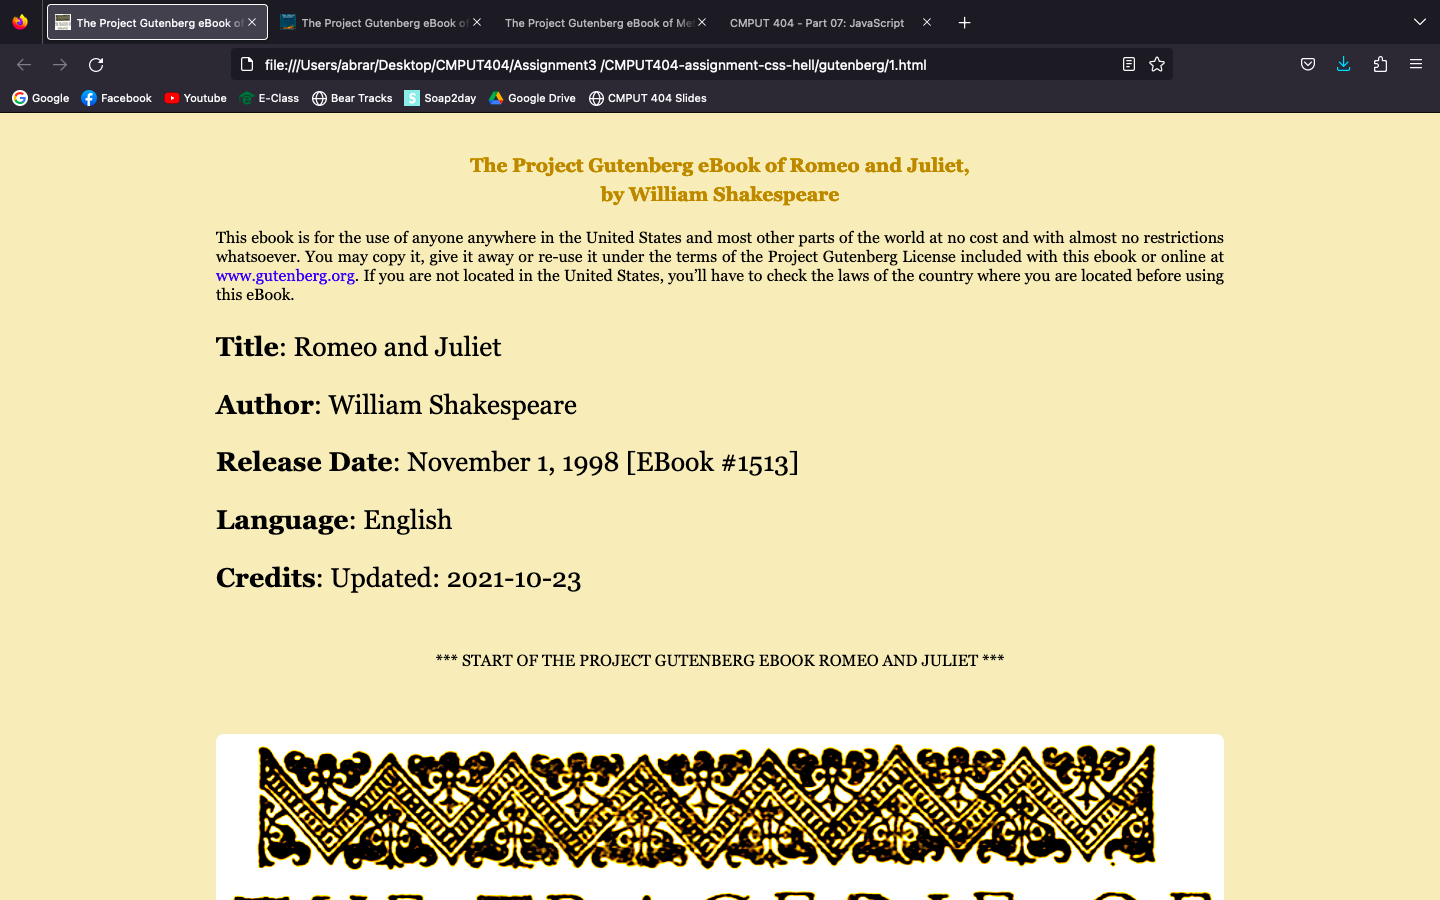 The Project Gutenberg eBook of
The Project Gutenberg eBook of
The Project Gutenberg eBook of Me
CMPUT 404 - Part 07: JavaScript
file:///Users/abrar/Desktop/CMPUT404/Assignment3 /CMPUT404-assignment-css-hell/gutenberg/1.html
Google
Facebook
Youtube
E-Class
Bear Tracks
S Soap2day
Google Drive
CMPUT 404 Slides
The Project Gutenberg eBook of Romeo and Juliet,
by William Shakespeare
This ebook is for the use of anyone anywhere in the United States and most other parts of the world at no cost and with almost no restrictions
whatsoever. You may copy it, give it away or re-use it under the terms of the Project Gutenberg License included with this ebook or online at
www.gutenberg.org. If you are not located in the United States, you’ll have to check the laws of the country where you are located before using
this eBook.
Title: Romeo and Juliet
Author: William Shakespeare
Release Date: November 1, 1998 [EBook #1513]
Language: English
Credits: Updated: 2021-10-23
*** START OF THE PROJECT GUTENBERG EBOOK ROMEO AND JULIET ***